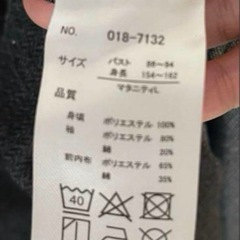 NO. 018-7132
サイズ バスト 86~94
身長 154~162
マタニティL
品質
身頃 ポリエステル 100%
袖 ポリエステル 80%
綿 20%
前内布 ポリエステル 65%
綿 35%
40